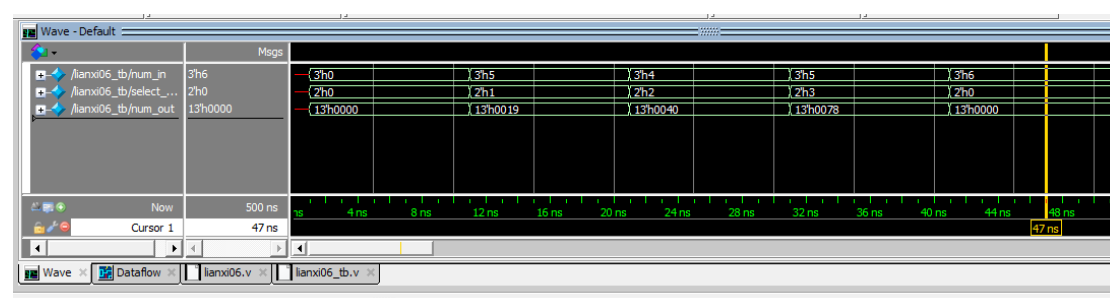 Wave - Default
Msgs
/lianxi06_tb/num_in 3'h6 3'h0 3'h5 3'h4 3'h5 3'h6
/lianxi06_tb/select_... 2'h0 2'h0 2'h1 2'h2 2'h3 2'h0
/lianxi06_tb/num_out 13'h0000 13'h0000 13'h0019 13'h0040 13'h0078 13'h0000
Now 500 ns ns 4 ns 8 ns 12 ns 16 ns 20 ns 24 ns 28 ns 32 ns 36 ns 40 ns 44 ns 48 ns
Cursor 1 47 ns 47 ns
Wave Dataflow lianxi06.v lianxi06_tb.v